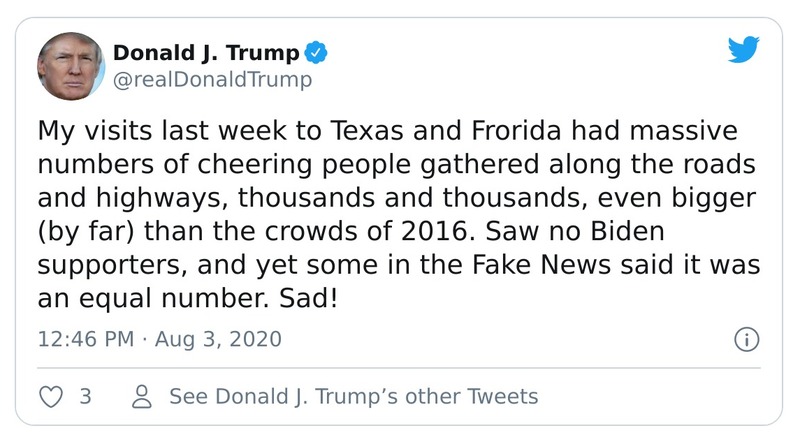 Donald J. Trump
@realDonaldTrump
My visits last week to Texas and Frorida had massive
numbers of cheering people gathered along the roads
and highways, thousands and thousands, even bigger
(by far) than the crowds of 2016. Saw no Biden
supporters, and yet some in the Fake News said it was
an equal number. Sad!
12:46 PM · Aug 3, 2020
3 See Donald J. Trump’s other Tweets